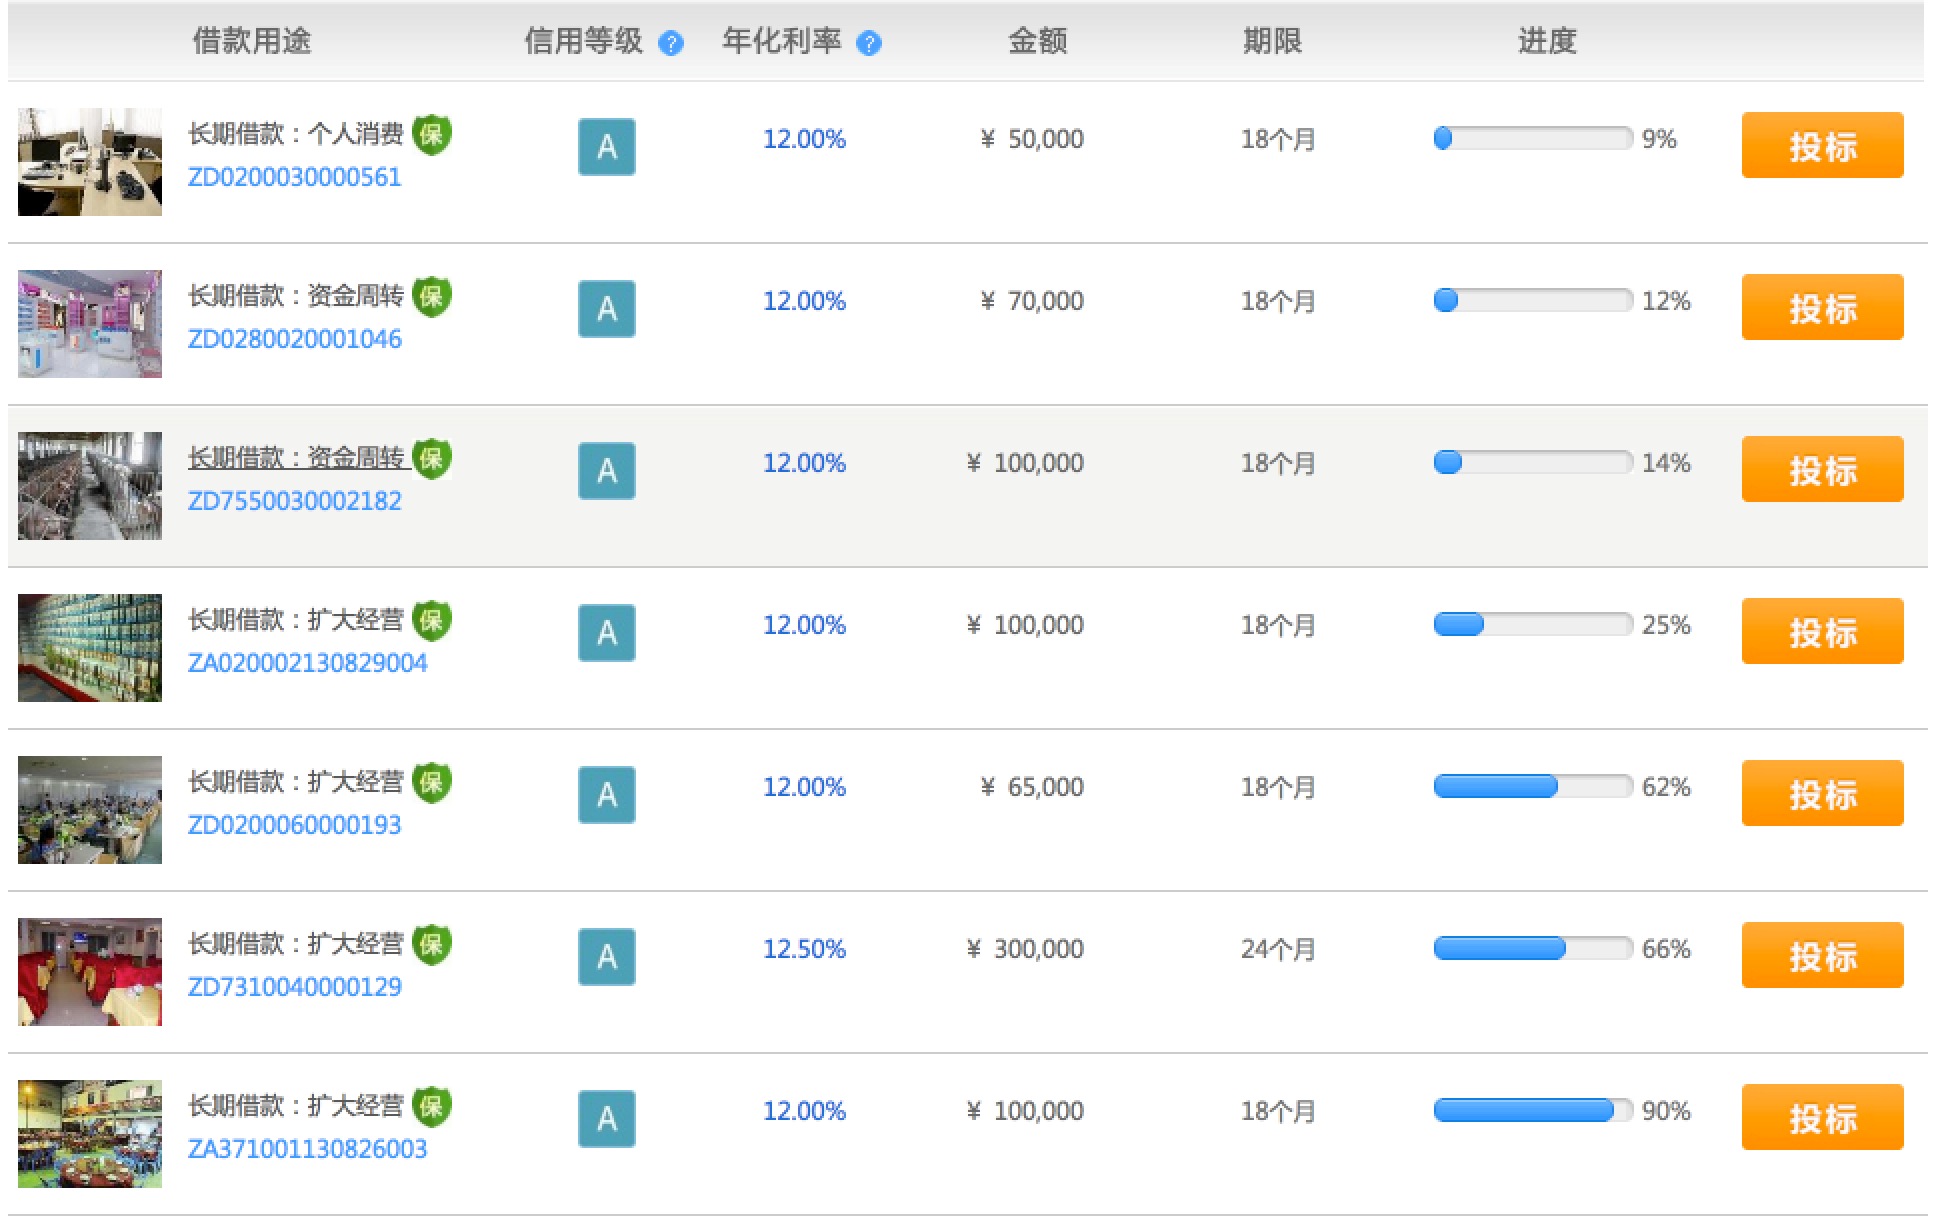 借款用途 信用等级 ? 年化利率 ? 金额 期限 进度
长期借款：个人消费 保 A 12.00% ¥ 50,000 18个月 9% 投标
ZD0200030000561
长期借款：资金周转 保 A 12.00% ¥ 70,000 18个月 12% 投标
ZD0280020001046
长期借款：资金周转 保 A 12.00% ¥ 100,000 18个月 14% 投标
ZD7550030002182
长期借款：扩大经营 保 A 12.00% ¥ 100,000 18个月 25% 投标
ZA020002130829004
长期借款：扩大经营 保 A 12.00% ¥ 65,000 18个月 62% 投标
ZD0200060000193
长期借款：扩大经营 保 A 12.50% ¥ 300,000 24个月 66% 投标
ZD7310040000129
长期借款：扩大经营 保 A 12.00% ¥ 100,000 18个月 90% 投标
ZA371001130826003